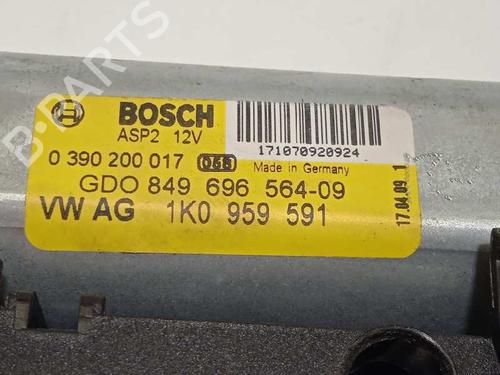 B-PARTS
BOSCH
ASP2 12V
171070920924
0 390 200 017 Made in Germany
GDO 849 696 564-09
VW AG 1K0 959 591
17.04.09 1